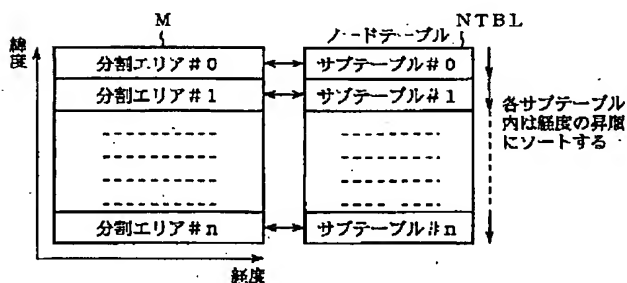 M
ノードテーブル
NTBL
緯度
分割エリア#0
サブテーブル#0
分割エリア#1
サブテーブル#1
各サブテーブル
内は経度の昇順
にソートする
分割エリア#n
サブテーブル#n
経度